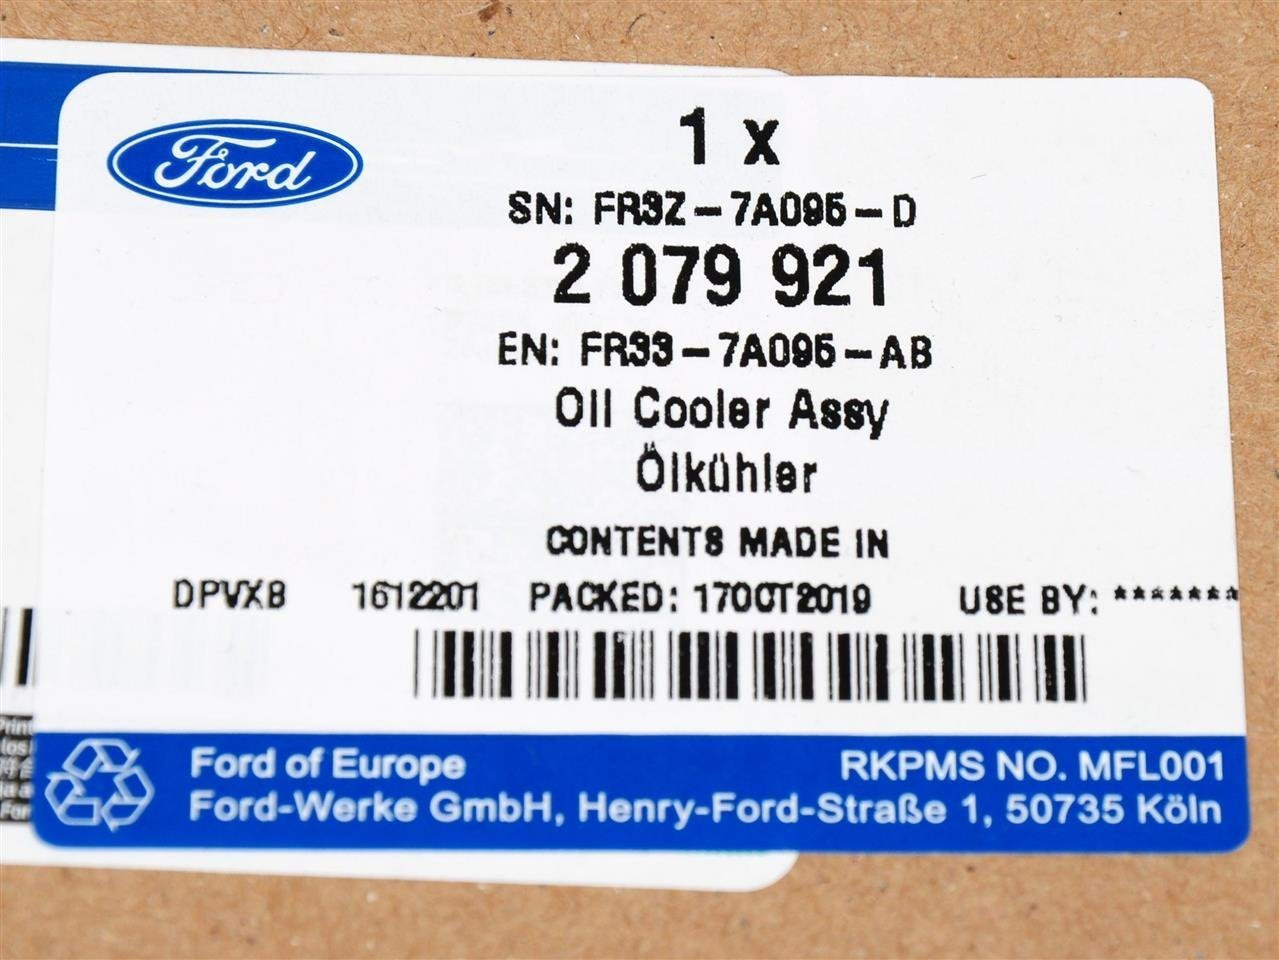 Ford
1 x
SN: FR3Z-7A095-D
2 079 921
EN: FR33-7A095-AB
Oil Cooler Assy
Ölkühler
CONTENTS MADE IN
DPVXB 1612201 PACKED: 17OCT2019 USE BY: *******
Ford of Europe RKPMS NO. MFL001
Ford-Werke GmbH, Henry-Ford-Straße 1, 50735 Köln